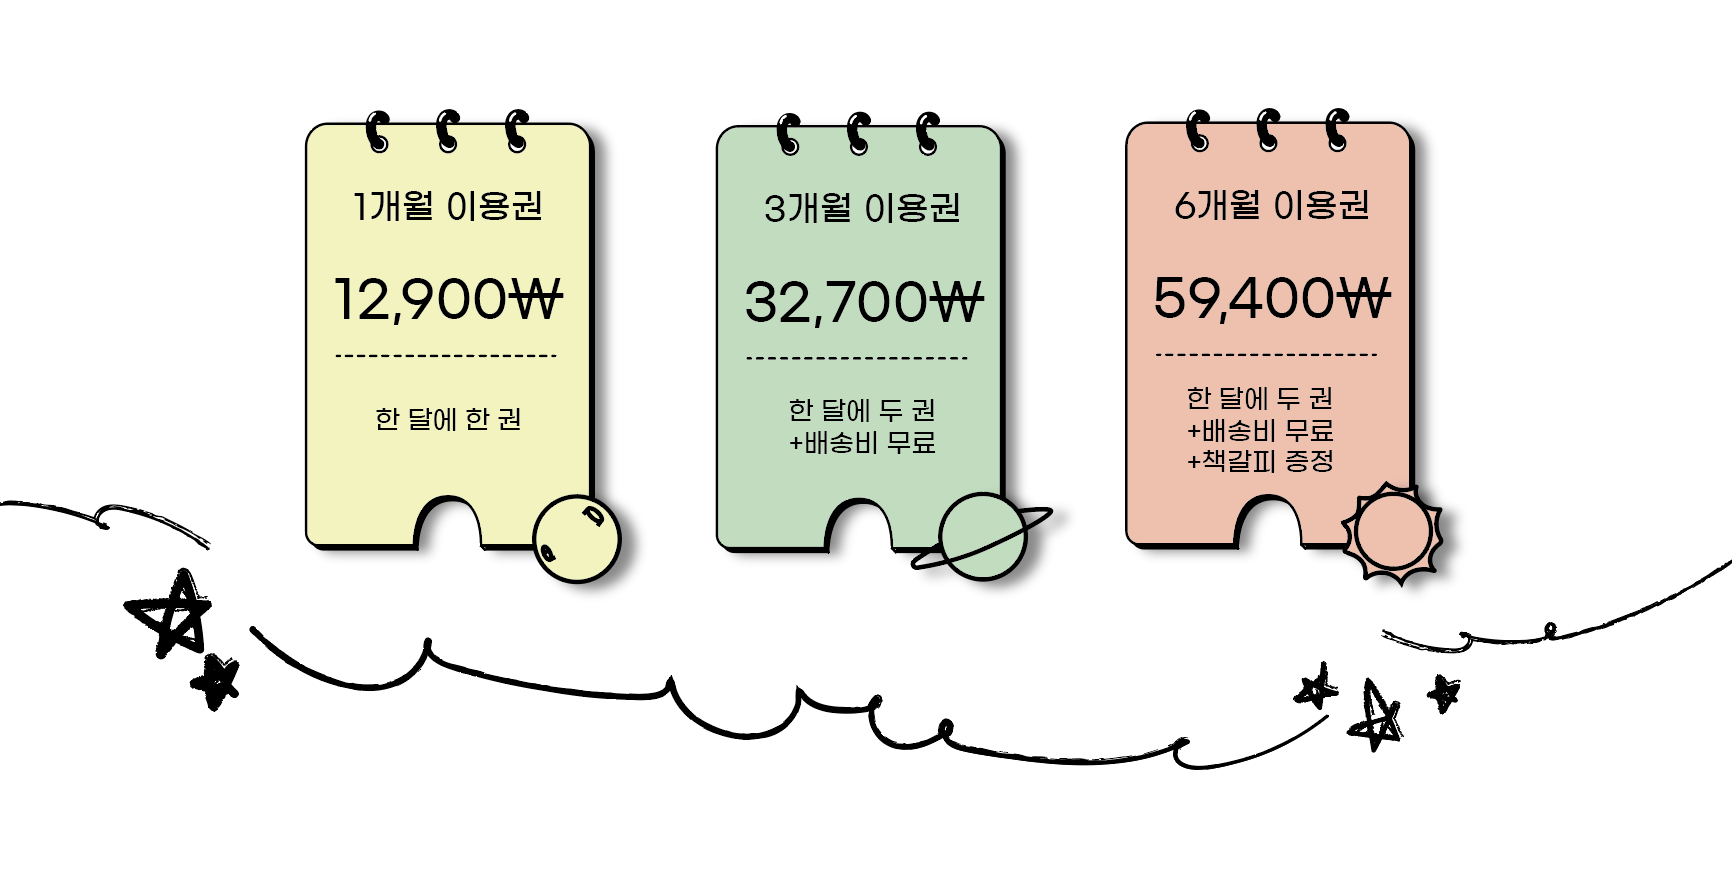 1개월 이용권
12,900₩
한 달에 한 권
3개월 이용권
32,700₩
한 달에 두 권
+배송비 무료
6개월 이용권
59,400₩
한 달에 두 권
+배송비 무료
+책갈피 증정